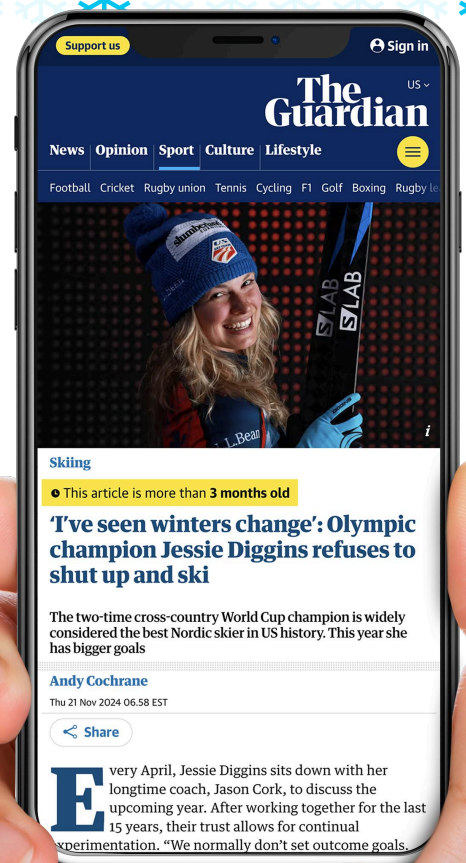 Support us
Sign in
The
Guardian
US
News Opinion Sport Culture Lifestyle
Football Cricket Rugby union Tennis Cycling F1 Golf Boxing Rugby le
slumberland
S/LAB
S/LAB
L.L.Bean
i
Skiing
This article is more than 3 months old
‘I’ve seen winters change’: Olympic
champion Jessie Diggins refuses to
shut up and ski
The two-time cross-country World Cup champion is widely
considered the best Nordic skier in US history. This year she
has bigger goals
Andy Cochrane
Thu 21 Nov 2024 06.58 EST
Share
Every April, Jessie Diggins sits down with her
longtime coach, Jason Cork, to discuss the
upcoming year. After working together for the last
15 years, their trust allows for continual
experimentation. “We normally don’t set outcome goals.